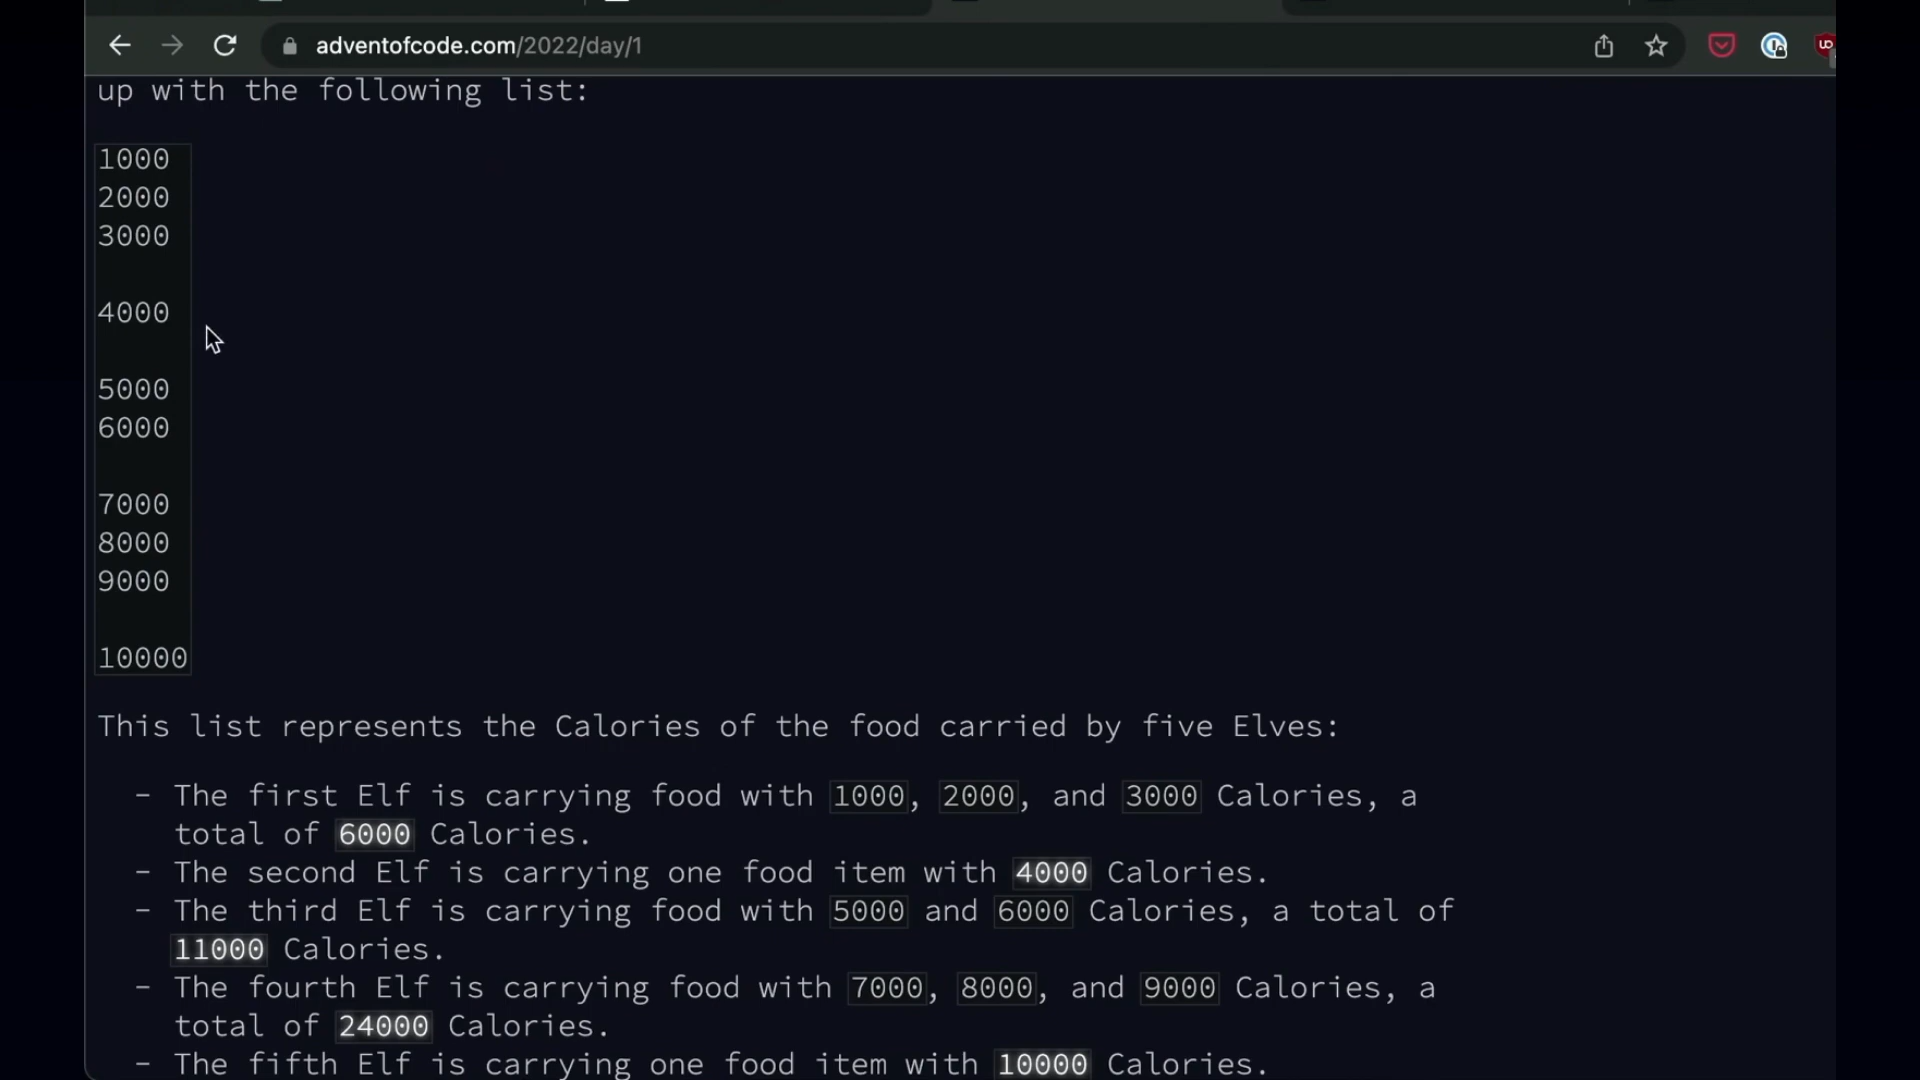 adventofcode.com/2022/day/1
UD
up with the following list:
1000
2000
3000
4000
5000
6000
7000
8000
9000
10000
This list represents the Calories of the food carried by five Elves:
- The first Elf is carrying food with 1000, 2000, and 3000 Calories, a
total of 6000 Calories.
- The second Elf is carrying one food item with 4000 Calories.
- The third Elf is carrying food with 5000 and 6000 Calories, a total of
11000 Calories.
- The fourth Elf is carrying food with 7000, 8000, and 9000 Calories, a
total of 24000 Calories.
- The fifth Elf is carrying one food item with 10000 Calories.